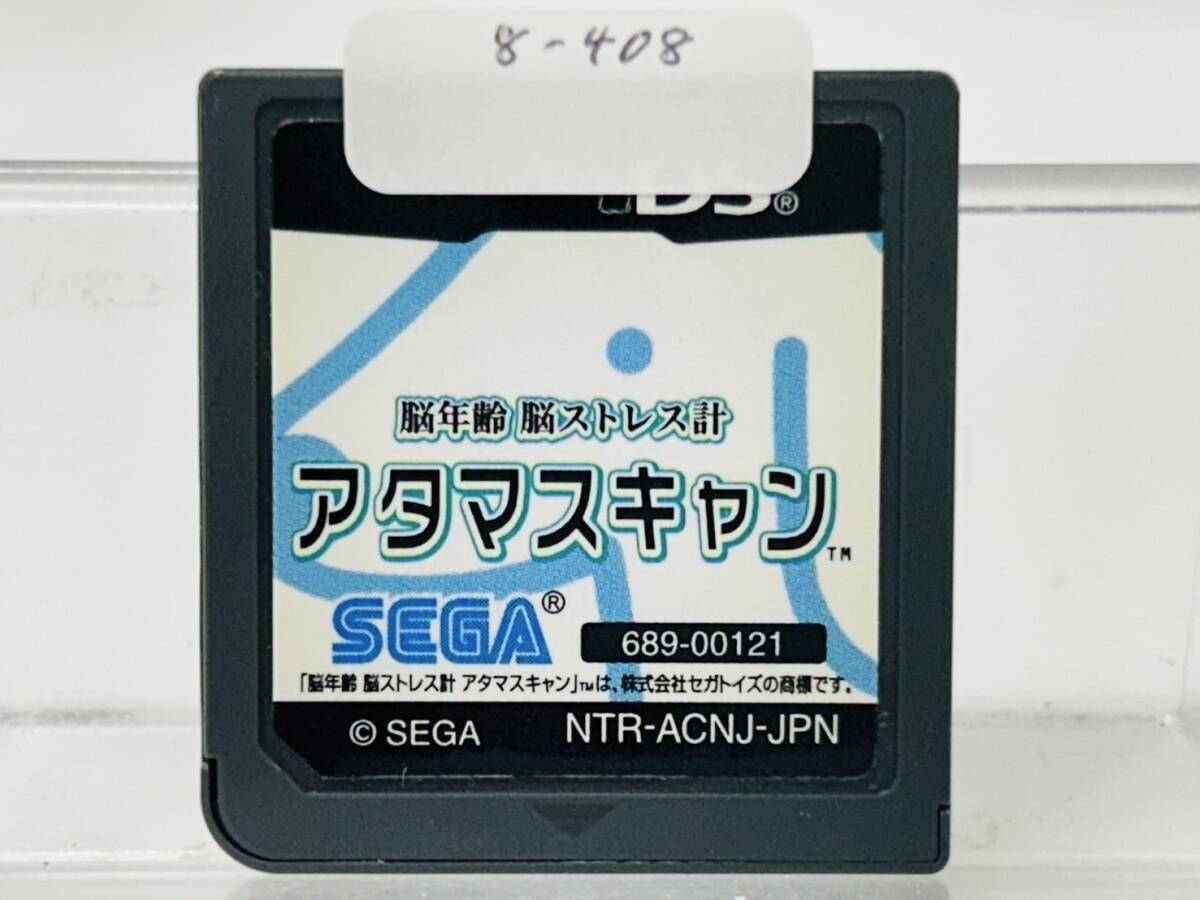 8-408
DS®
脳年齢 脳ストレス計
アタマスキャン™
SEGA®
689-00121
「脳年齢 脳ストレス計 アタマスキャン」™は、株式会社セガトイズの商標です。
© SEGA NTR-ACNJ-JPN